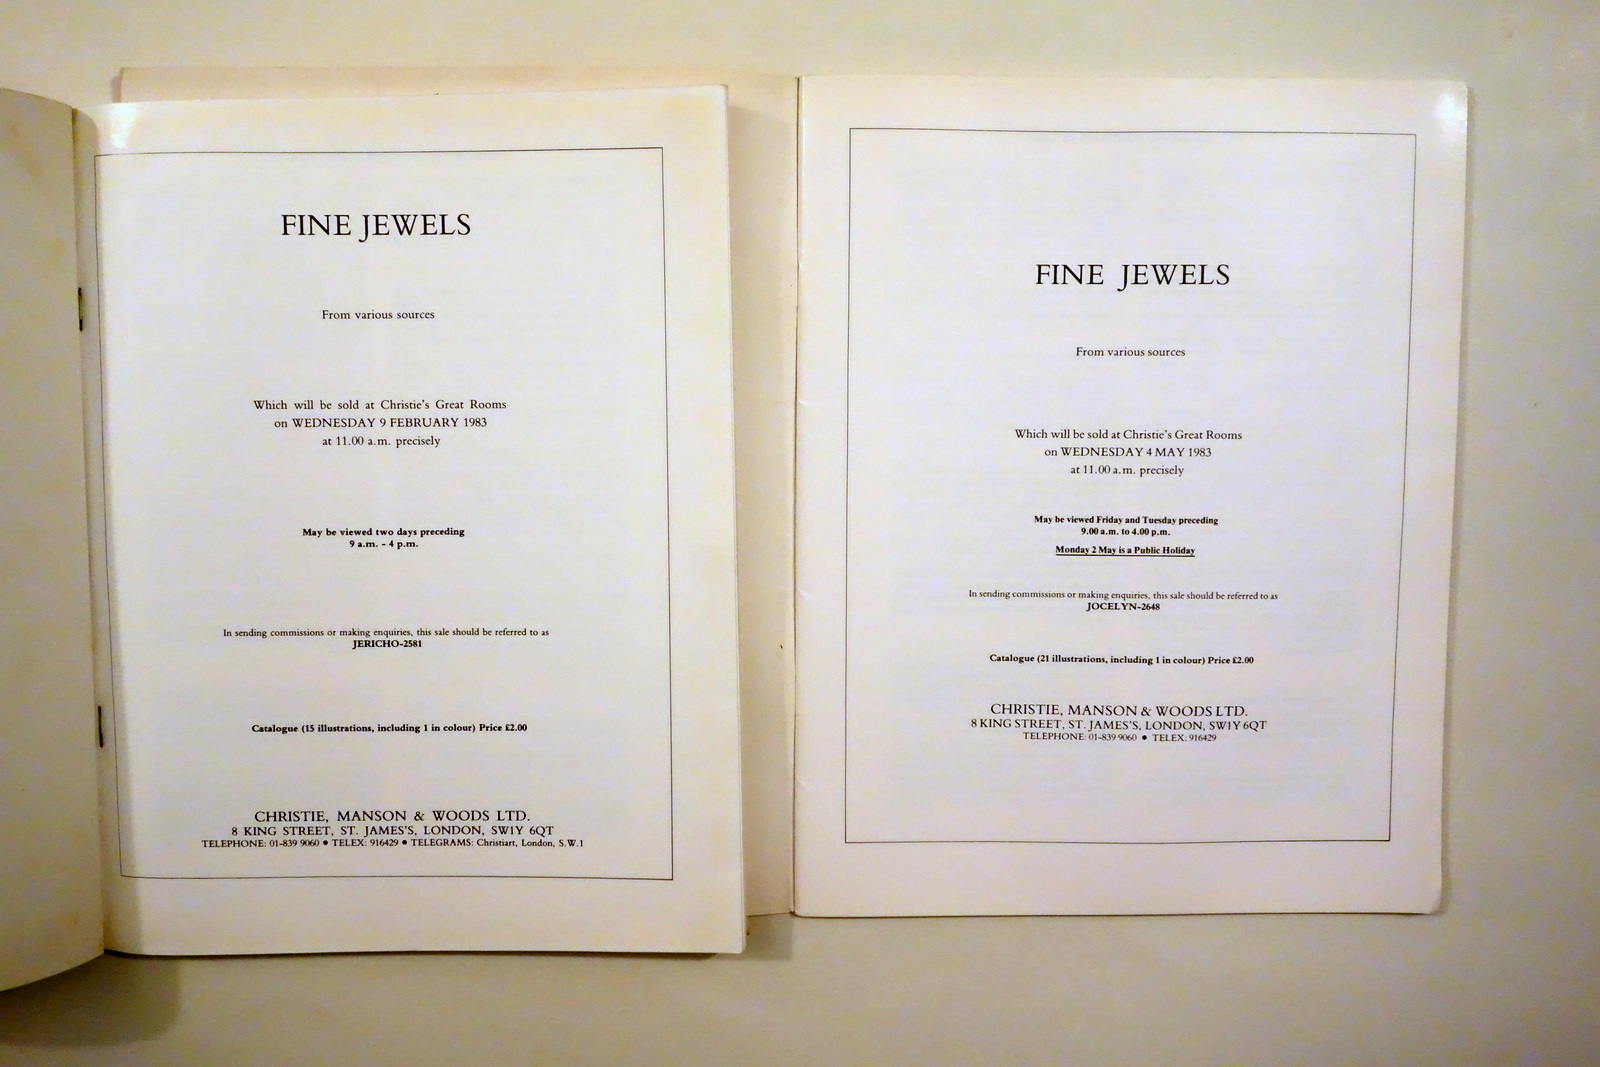 FINE JEWELS
From various sources
Which will be sold at Christie's Great Rooms
on WEDNESDAY 9 FEBRUARY 1983
at 11.00 a.m. precisely
May be viewed two days preceding
9 a.m. - 4 p.m.
In sending commissions or making enquiries, this sale should be referred to as
JERICHO-2581
Catalogue (15 illustrations, including 1 in colour) Price £2.00
CHRISTIE, MANSON & WOODS LTD.
8 KING STREET, ST. JAMES'S, LONDON, SW1Y 6QT
TELEPHONE: 01-839 9060 ● TELEX: 916429 ● TELEGRAMS: Christiart, London, S.W.1
FINE JEWELS
From various sources
Which will be sold at Christie's Great Rooms
on WEDNESDAY 4 MAY 1983
at 11.00 a.m. precisely
May be viewed Friday and Tuesday preceding
9.00 a.m. to 4.00 p.m.
Monday 2 May is a Public Holiday
In sending commissions or making enquiries, this sale should be referred to as
JOCELYN-2648
Catalogue (21 illustrations, including 1 in colour) Price £2.00
CHRISTIE, MANSON & WOODS LTD.
8 KING STREET, ST. JAMES'S, LONDON, SW1Y 6QT
TELEPHONE: 01-839 9060 ● TELEX: 916429